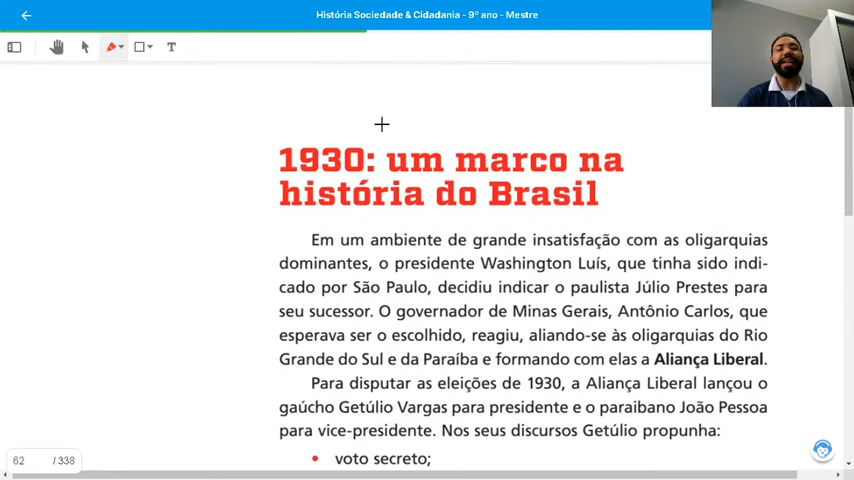 História Sociedade & Cidadania - 9º ano - Mestre
T
1930: um marco na
história do Brasil
Em um ambiente de grande insatisfação com as oligarquias
dominantes, o presidente Washington Luís, que tinha sido indi-
cado por São Paulo, decidiu indicar o paulista Júlio Prestes para
seu sucessor. O governador de Minas Gerais, Antônio Carlos, que
esperava ser o escolhido, reagiu, aliando-se às oligarquias do Rio
Grande do Sul e da Paraíba e formando com elas a Aliança Liberal.
Para disputar as eleições de 1930, a Aliança Liberal lançou o
gaúcho Getúlio Vargas para presidente e o paraibano João Pessoa
para vice-presidente. Nos seus discursos Getúlio propunha:
• voto secreto;
62 / 338